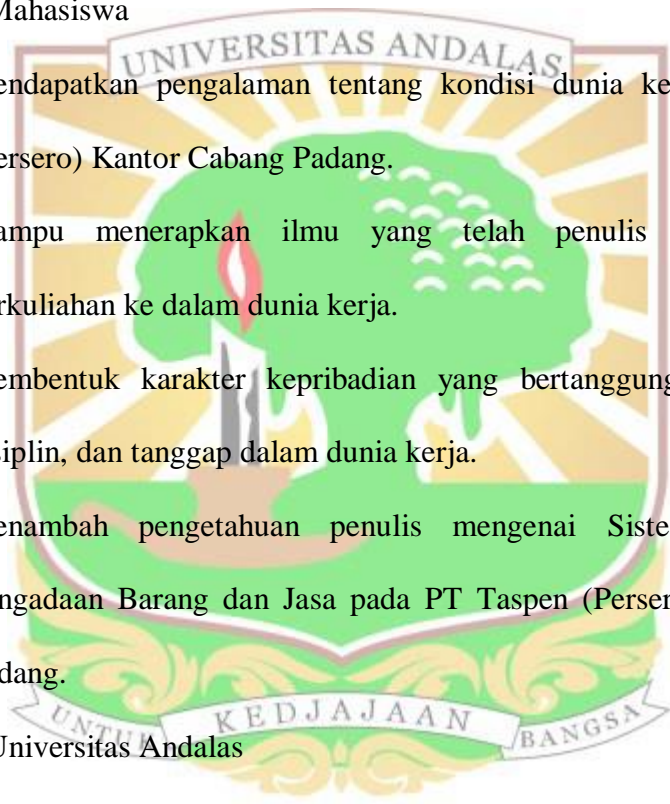 Mahasiswa
UNIVERSITAS ANDALAS
endapatkan pengalaman tentang kondisi dunia ke
ersero) Kantor Cabang Padang.
ampu menerapkan ilmu yang telah penulis
rkuliahan ke dalam dunia kerja.
embentuk karakter kepribadian yang bertanggung
siplin, dan tanggap dalam dunia kerja.
enambah pengetahuan penulis mengenai Siste
ngadaan Barang dan Jasa pada PT Taspen (Perser
dang.
UNTUK KEDJAJAAN BANGSA
Universitas Andalas